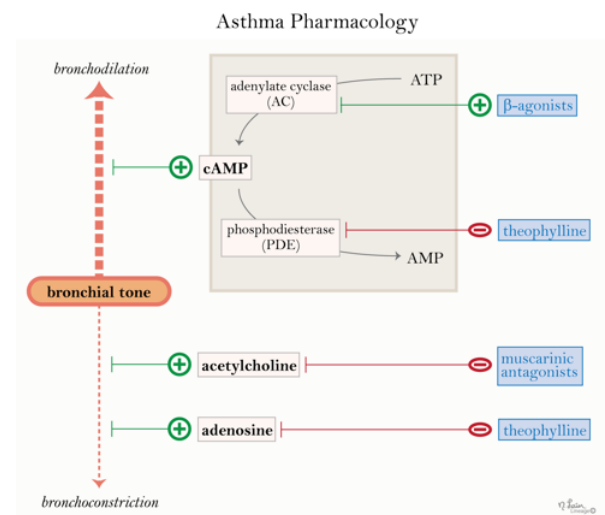 Asthma Pharmacology
bronchodilation
adenylate cyclase
(AC)
ATP
β-agonists
cAMP
phosphodiesterase
(PDE)
theophylline
AMP
bronchial tone
acetylcholine
muscarinic
antagonists
adenosine
theophylline
bronchoconstriction